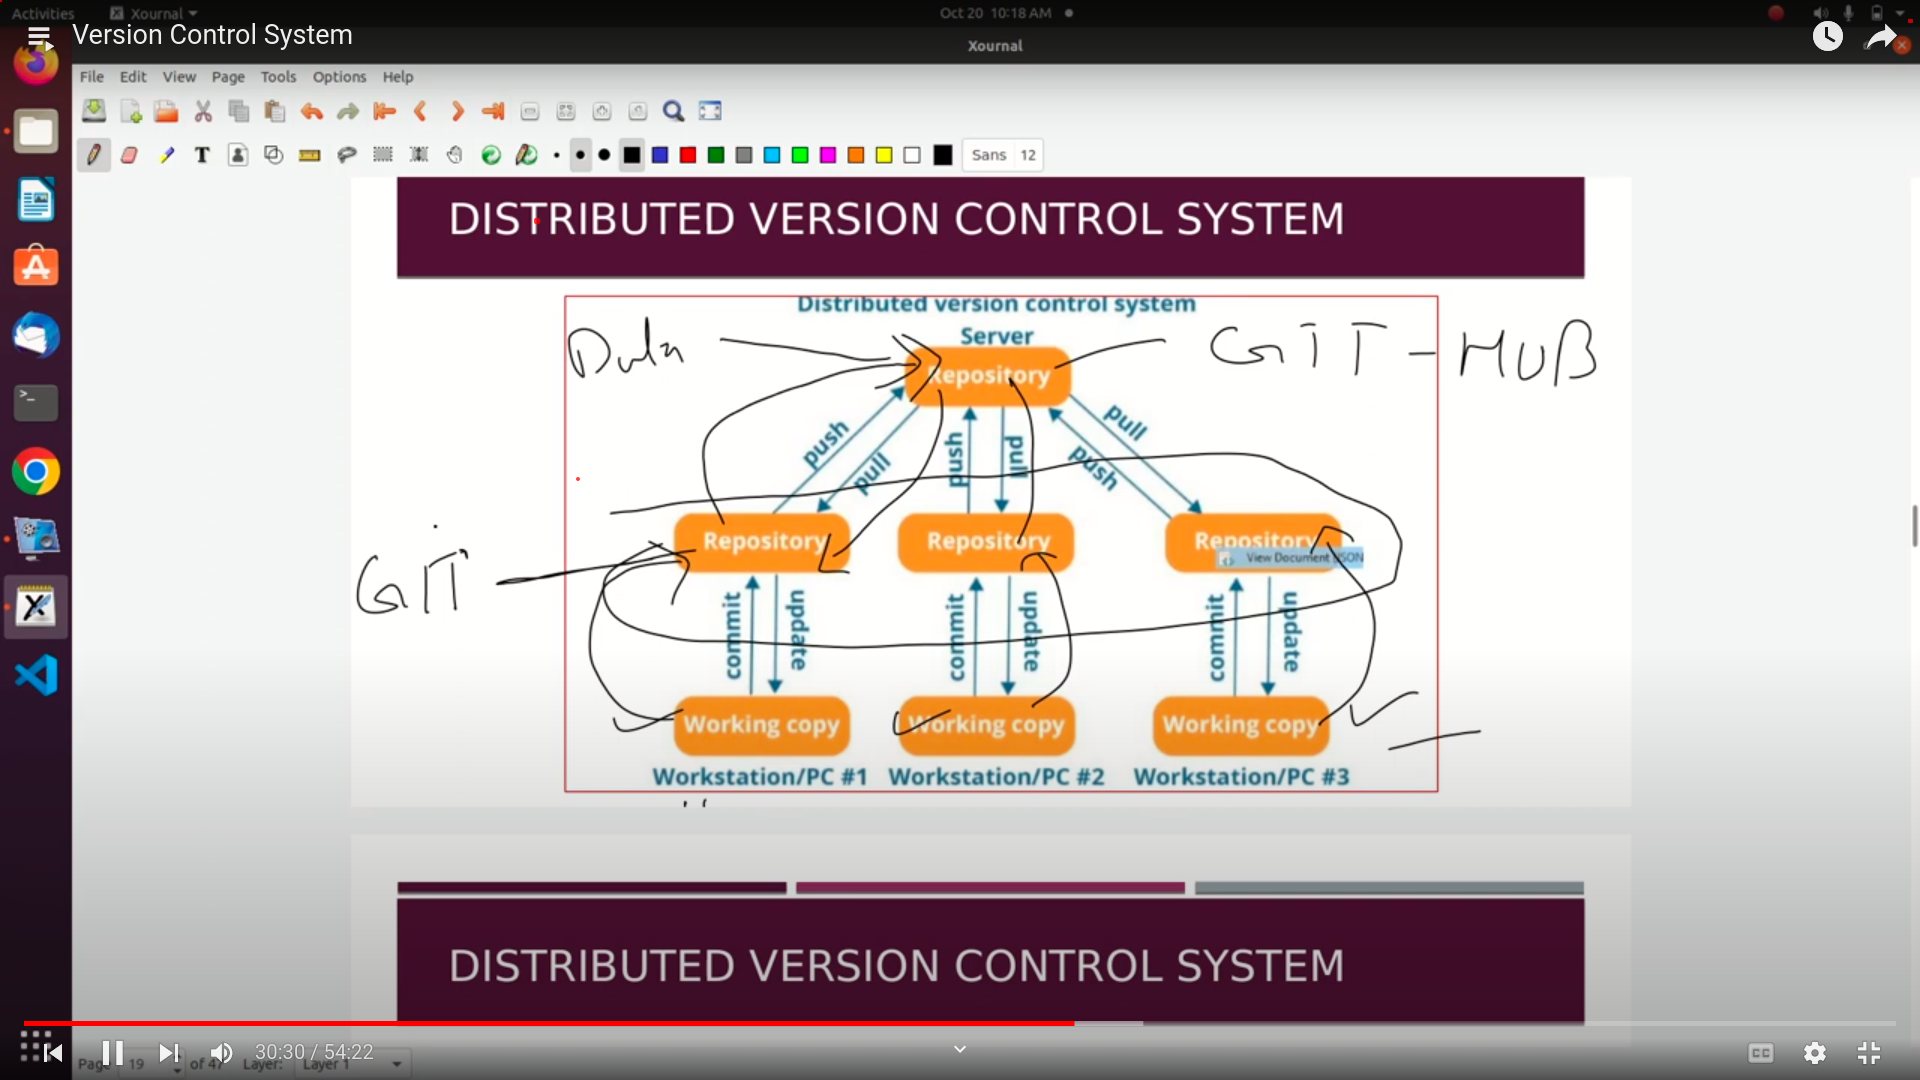 Activities
Xournal
Oct 20 10:18 AM
Version Control System
Xournal
File Edit View Page Tools Options Help
Sans 12
DISTRIBUTED VERSION CONTROL SYSTEM
Distributed version control system
Server
Data
GIT-HUB
Repository
push pull push pull push pull
Repository Repository Repository
View Document JSON
GIT
commit update commit update commit update
Working copy Working copy Working copy
Workstation/PC #1 Workstation/PC #2 Workstation/PC #3
DISTRIBUTED VERSION CONTROL SYSTEM
30:30 / 54:22
CC
Page 19 of 47 Layer: Layer 1